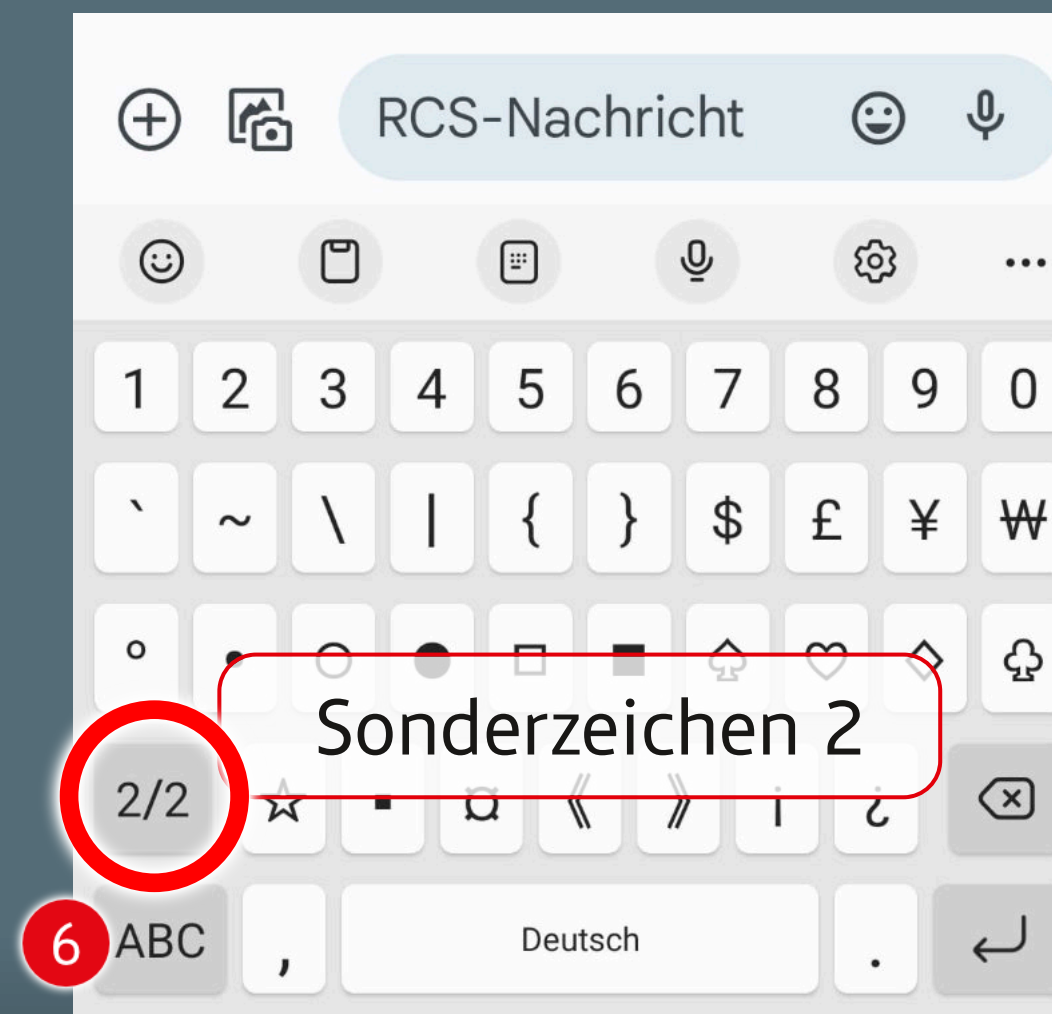 RCS-Nachricht
1 2 3 4 5 6 7 8 9 0
` ~ \ | { } $ £ ¥ ₩
° • ○ ● □ ■ ♤ ♡ ◇ ♧
Sonderzeichen 2
2/2 ☆ ▪ ¤ 《 》 ¡ ¿
6 ABC , Deutsch .